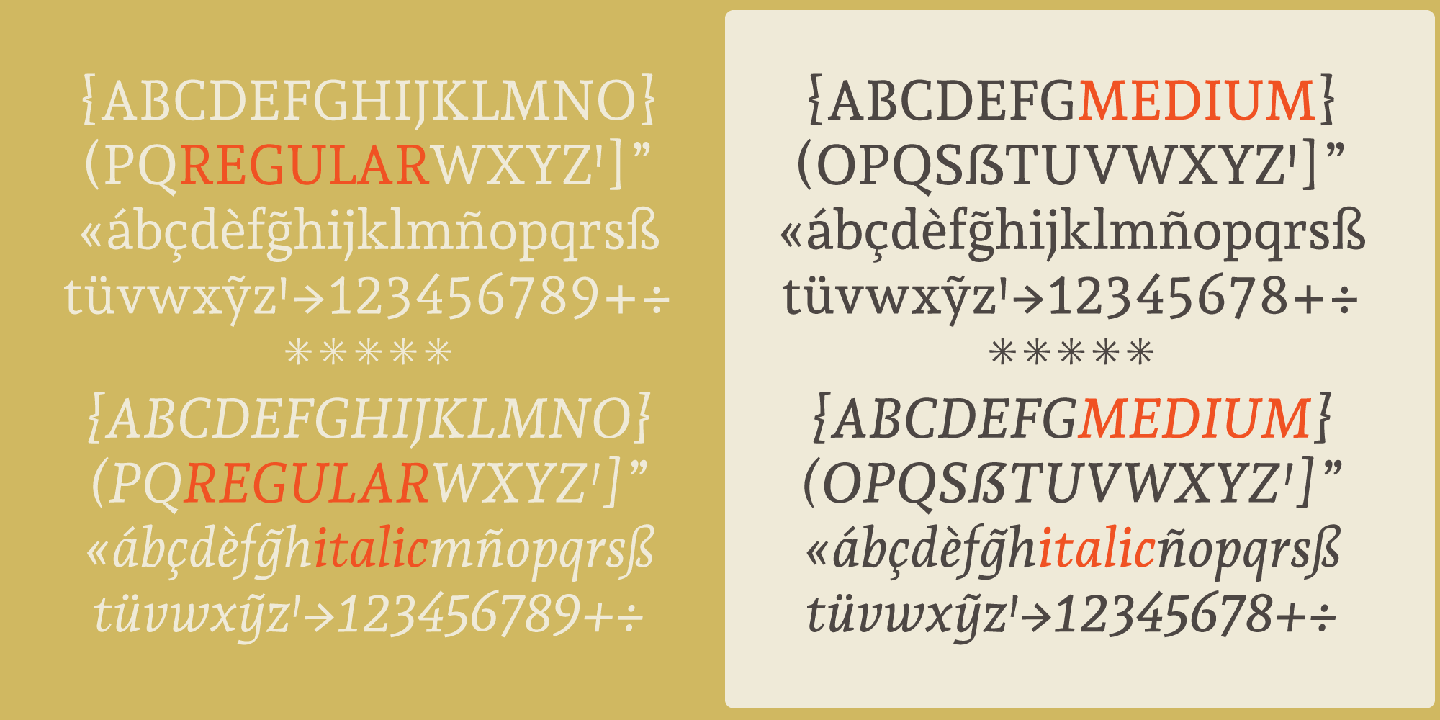 {ABCDEFGHIJKLMNO}
(PQREGULARWXYZ']”
«ábçdèfg̃hijklmñopqrsß
tüvwxỹz'→123456789+÷
*****
{ABCDEFGHIJKLMNO}
(PQREGULARWXYZ']”
«ábçdèfg̃hitalicmñopqrsß
tüvwxỹz'→123456789+÷
{ABCDEFGMEDIUM}
(OPQSẞTUVWXYZ']”
«ábçdèfg̃hijklmñopqrsß
tüvwxỹz'→12345678+÷
*****
{ABCDEFGMEDIUM}
(OPQSẞTUVWXYZ']”
«ábçdèfg̃hitalicñopqrsß
tüvwxỹz'→12345678+÷